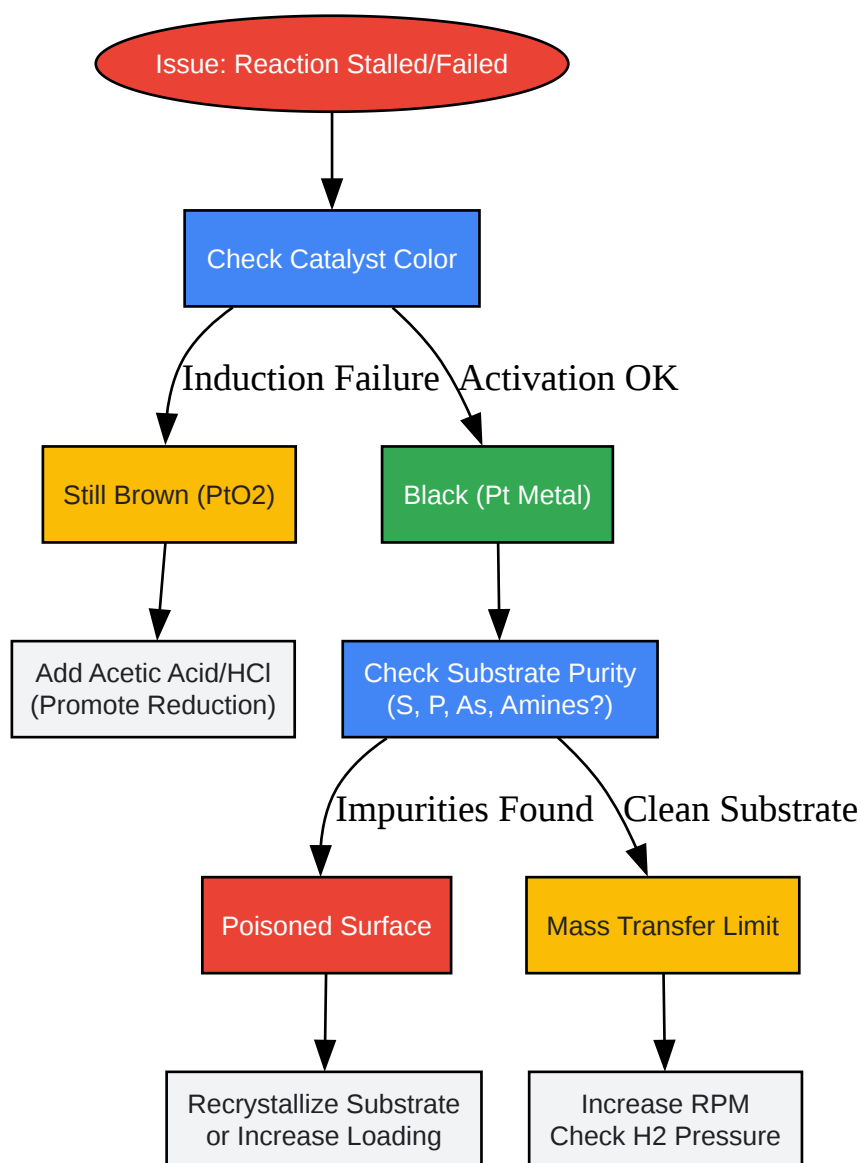 Issue: Reaction Stalled/Failed
Check Catalyst Color
Induction Failure
Activation OK
Still Brown (PtO2)
Black (Pt Metal)
Add Acetic Acid/HCl
(Promote Reduction)
Check Substrate Purity
(S, P, As, Amines?)
Impurities Found
Clean Substrate
Poisoned Surface
Mass Transfer Limit
Recrystallize Substrate
or Increase Loading
Increase RPM
Check H2 Pressure